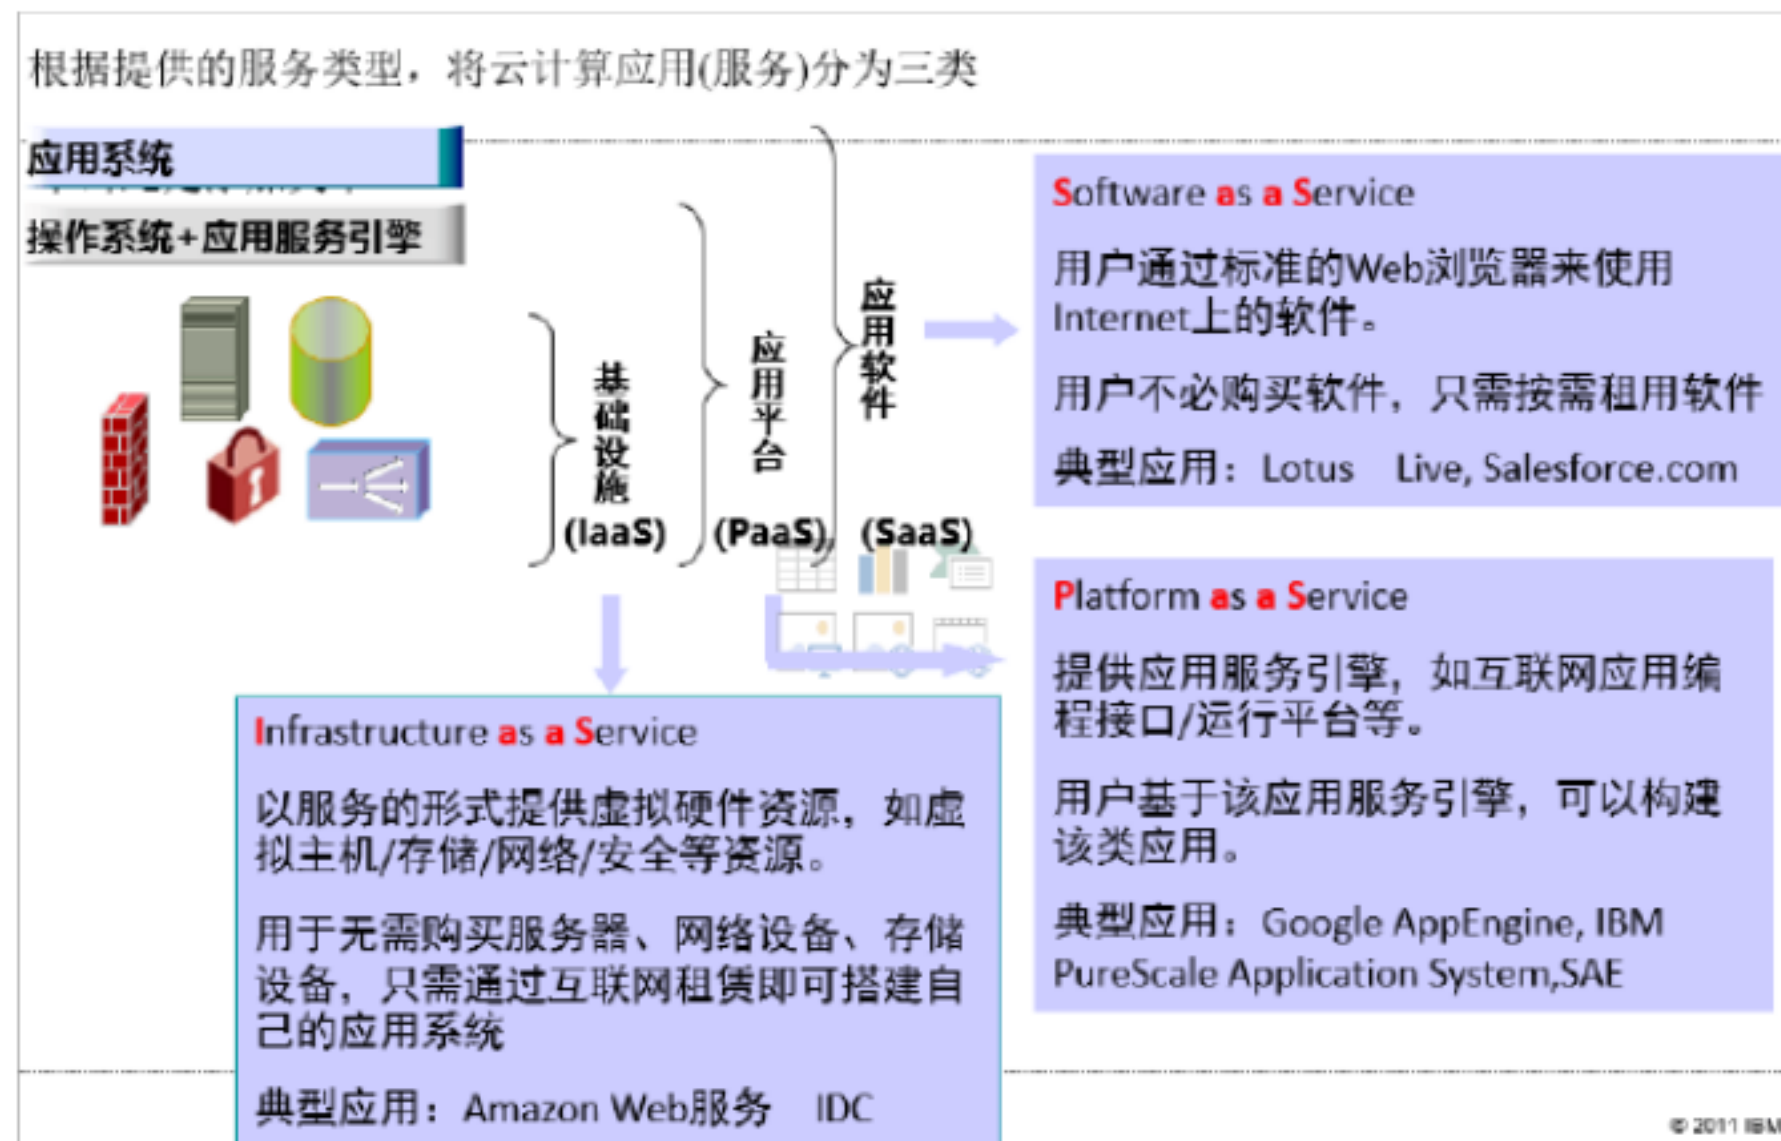 根据提供的服务类型，将云计算应用(服务)分为三类
应用系统
操作系统+应用服务引擎
基础设施
(IaaS)
应用平台
(PaaS)
应用软件
(SaaS)
Software as a Service
用户通过标准的Web浏览器来使用
Internet上的软件。
用户不必购买软件，只需按需租用软件
典型应用：Lotus Live, Salesforce.com
Platform as a Service
提供应用服务引擎，如互联网应用编
程接口/运行平台等。
用户基于该应用服务引擎，可以构建
该类应用。
典型应用：Google AppEngine, IBM
PureScale Application System,SAE
Infrastructure as a Service
以服务的形式提供虚拟硬件资源，如虚
拟主机/存储/网络/安全等资源。
用于无需购买服务器、网络设备、存储
设备，只需通过互联网租赁即可搭建自
己的应用系统
典型应用：Amazon Web服务 IDC
© 2011 IBM